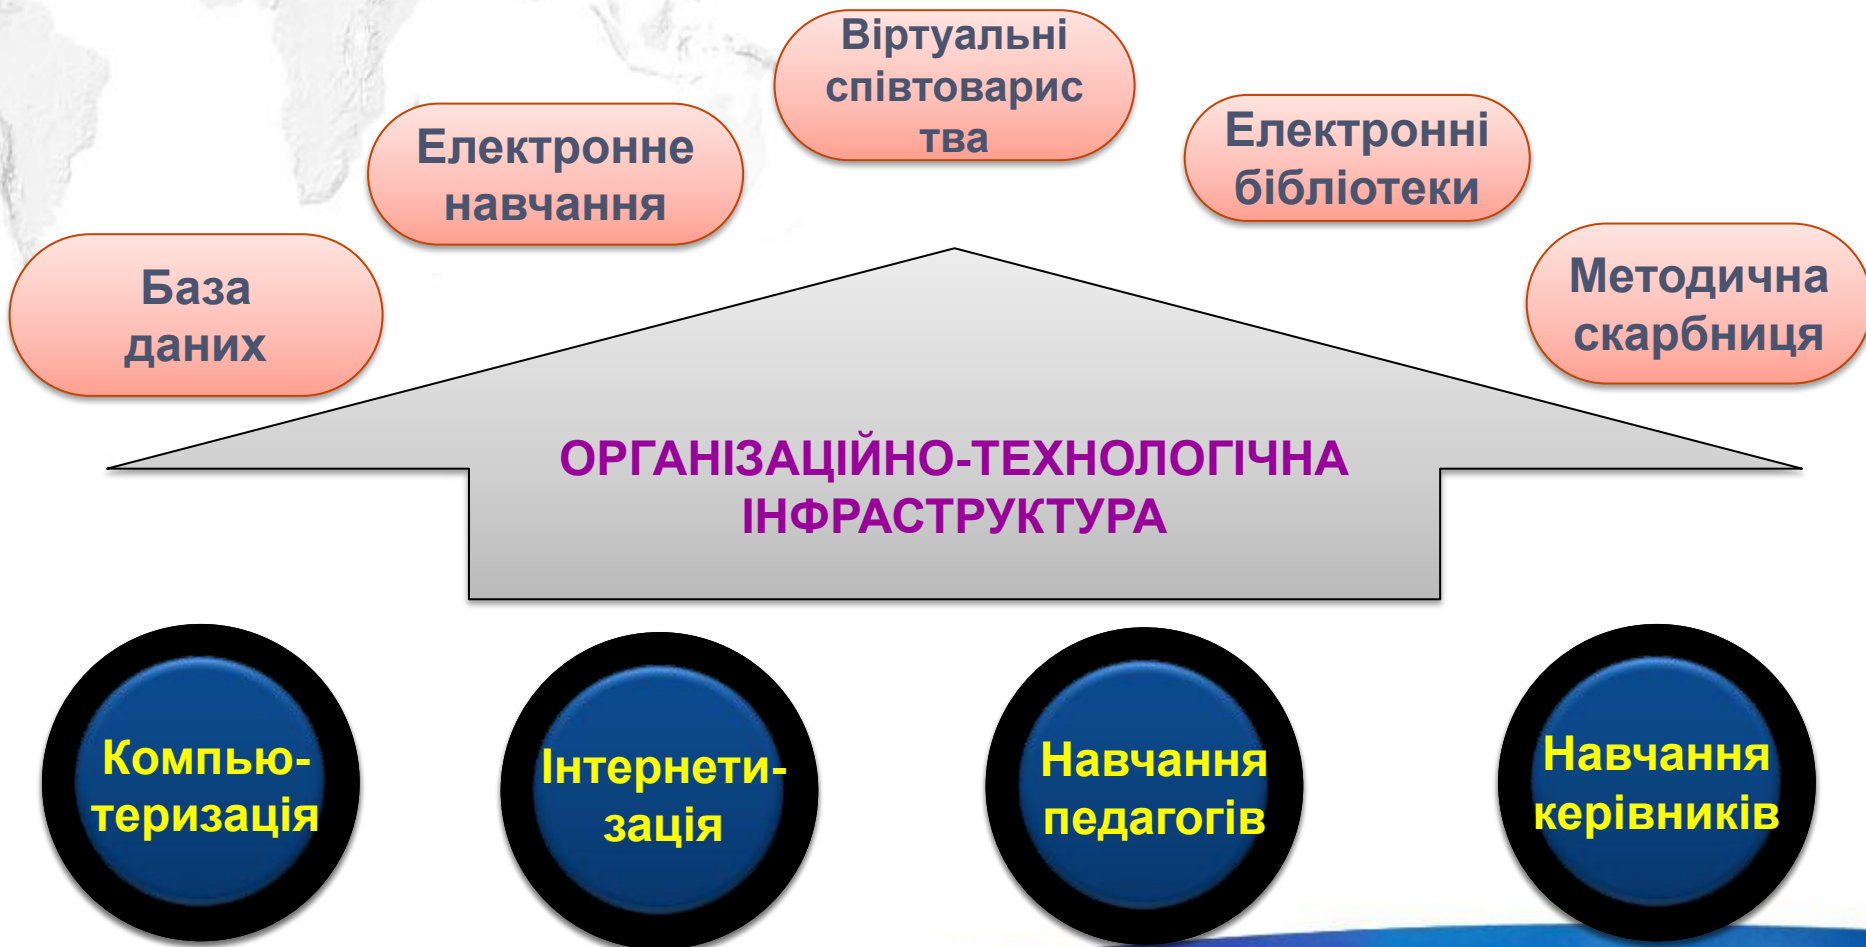 Віртуальні
співтоварис
тва
Електронне
навчання
Електронні
бібліотеки
База
даних
Методична
скарбниця
ОРГАНІЗАЦІЙНО-ТЕХНОЛОГІЧНА
ІНФРАСТРУКТУРА
Компью-
теризація
Інтернети-
зація
Навчання
педагогів
Навчання
керівників